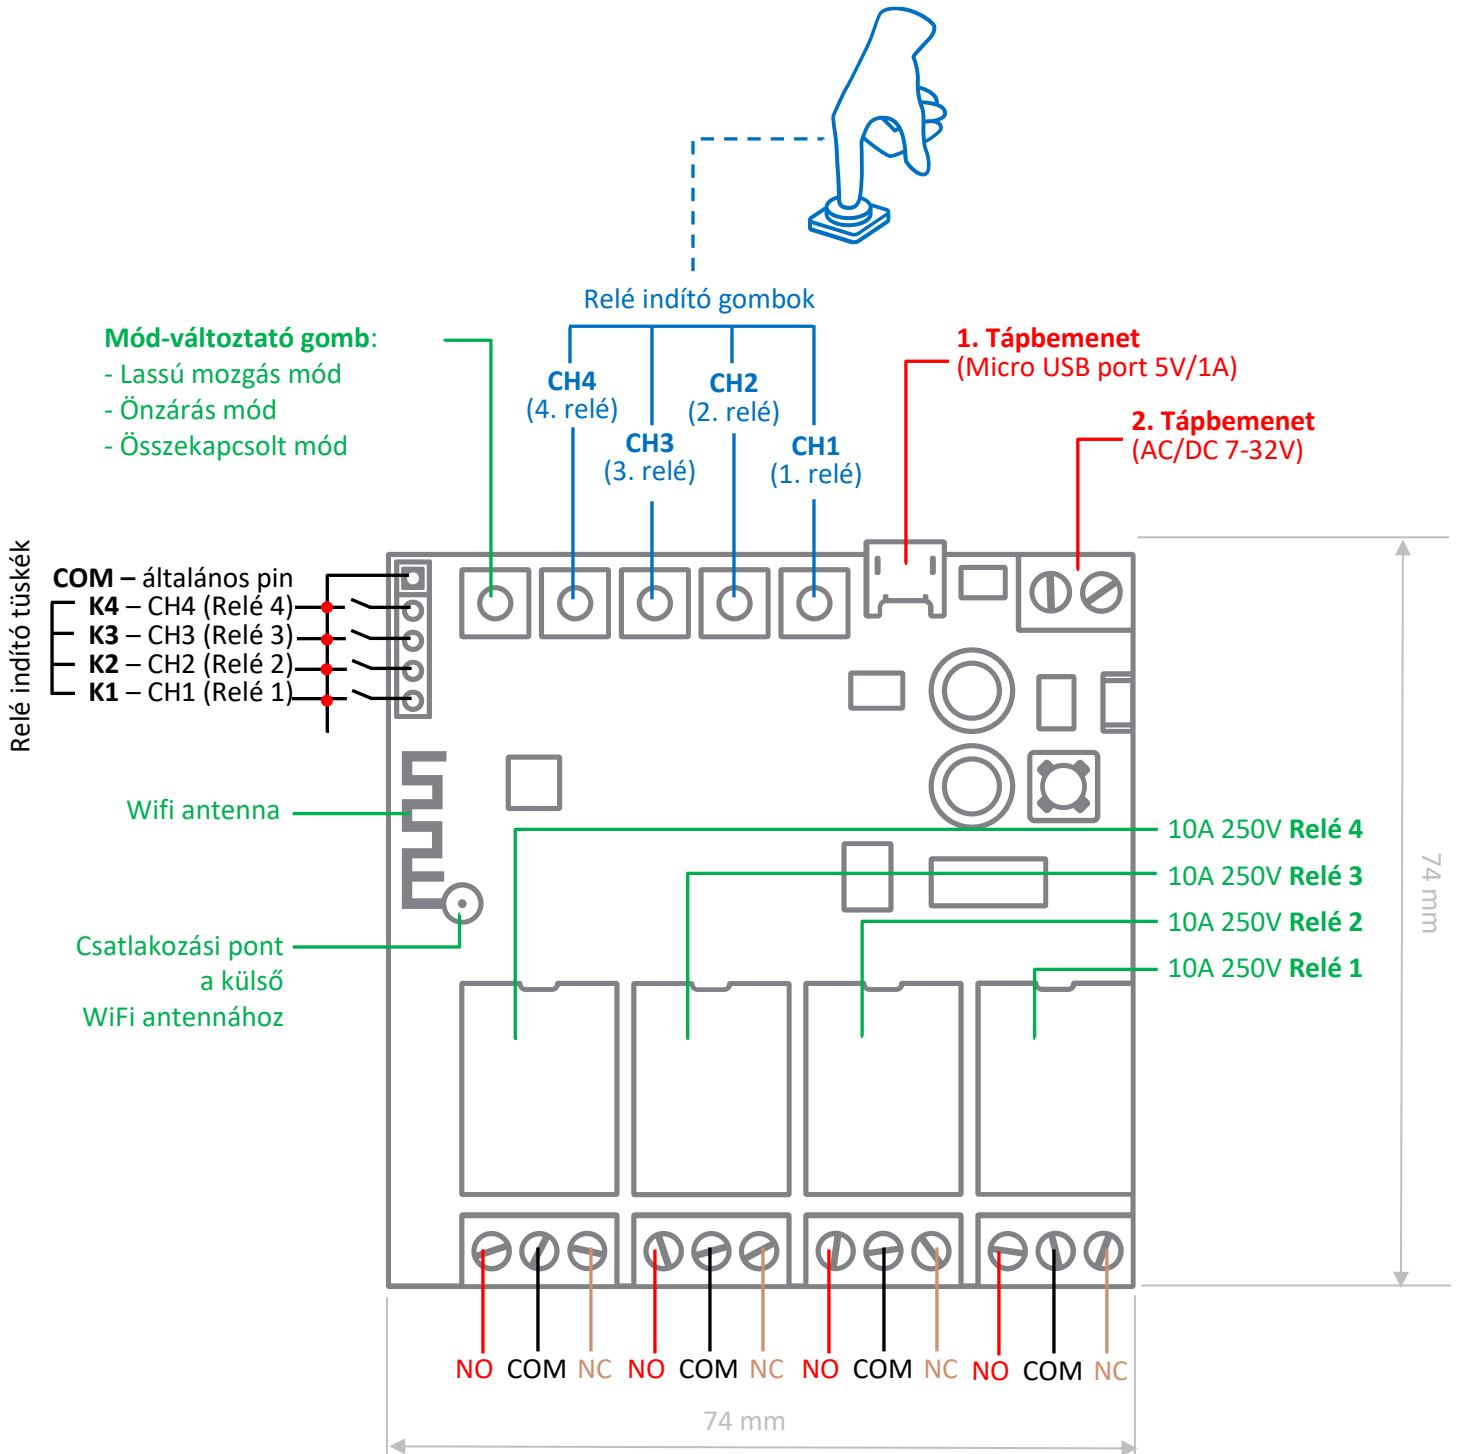 Relé indító gombok
Mód-változtató gomb:
- Lassú mozgás mód
- Önzárás mód
- Összekapcsolt mód
CH4
(4. relé)
CH3
(3. relé)
CH2
(2. relé)
CH1
(1. relé)
1. Tápbemenet
(Micro USB port 5V/1A)
2. Tápbemenet
(AC/DC 7-32V)
Relé indító tüskék
COM – általános pin
K4 – CH4 (Relé 4)
K3 – CH3 (Relé 3)
K2 – CH2 (Relé 2)
K1 – CH1 (Relé 1)
Wifi antenna
Csatlakozási pont
a külső
WiFi antennához
10A 250V Relé 4
10A 250V Relé 3
10A 250V Relé 2
10A 250V Relé 1
74 mm
NO COM NC NO COM NC NO COM NC NO COM NC
74 mm